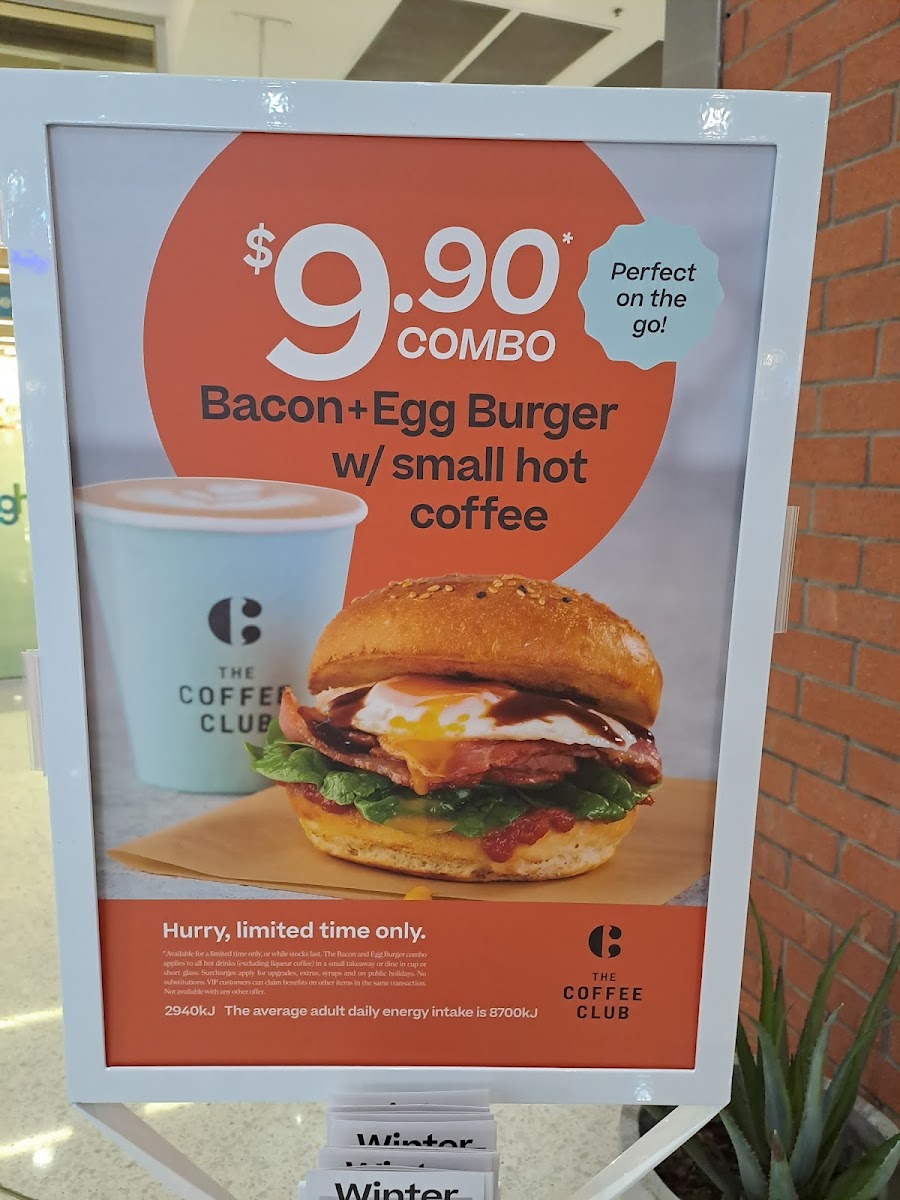 $9.90*
COMBO
Perfect
on the
go!
Bacon+Egg Burger
w/ small hot
coffee
THE
COFFEE
CLUB
Hurry, limited time only.
*Available for a limited time only, or while stocks last. The Bacon and Egg Burger combo
applies to all hot drinks (excluding liqueur coffee) in a small takeaway or dine in cup or
short glass. Surcharges apply for upgrades, extras, syrups and on public holidays. No
substitutions. VIP customers can claim benefits on other items in the same transaction.
Not available with any other offer.
2940kJ The average adult daily energy intake is 8700kJ
THE
COFFEE
CLUB
Winter
Winter